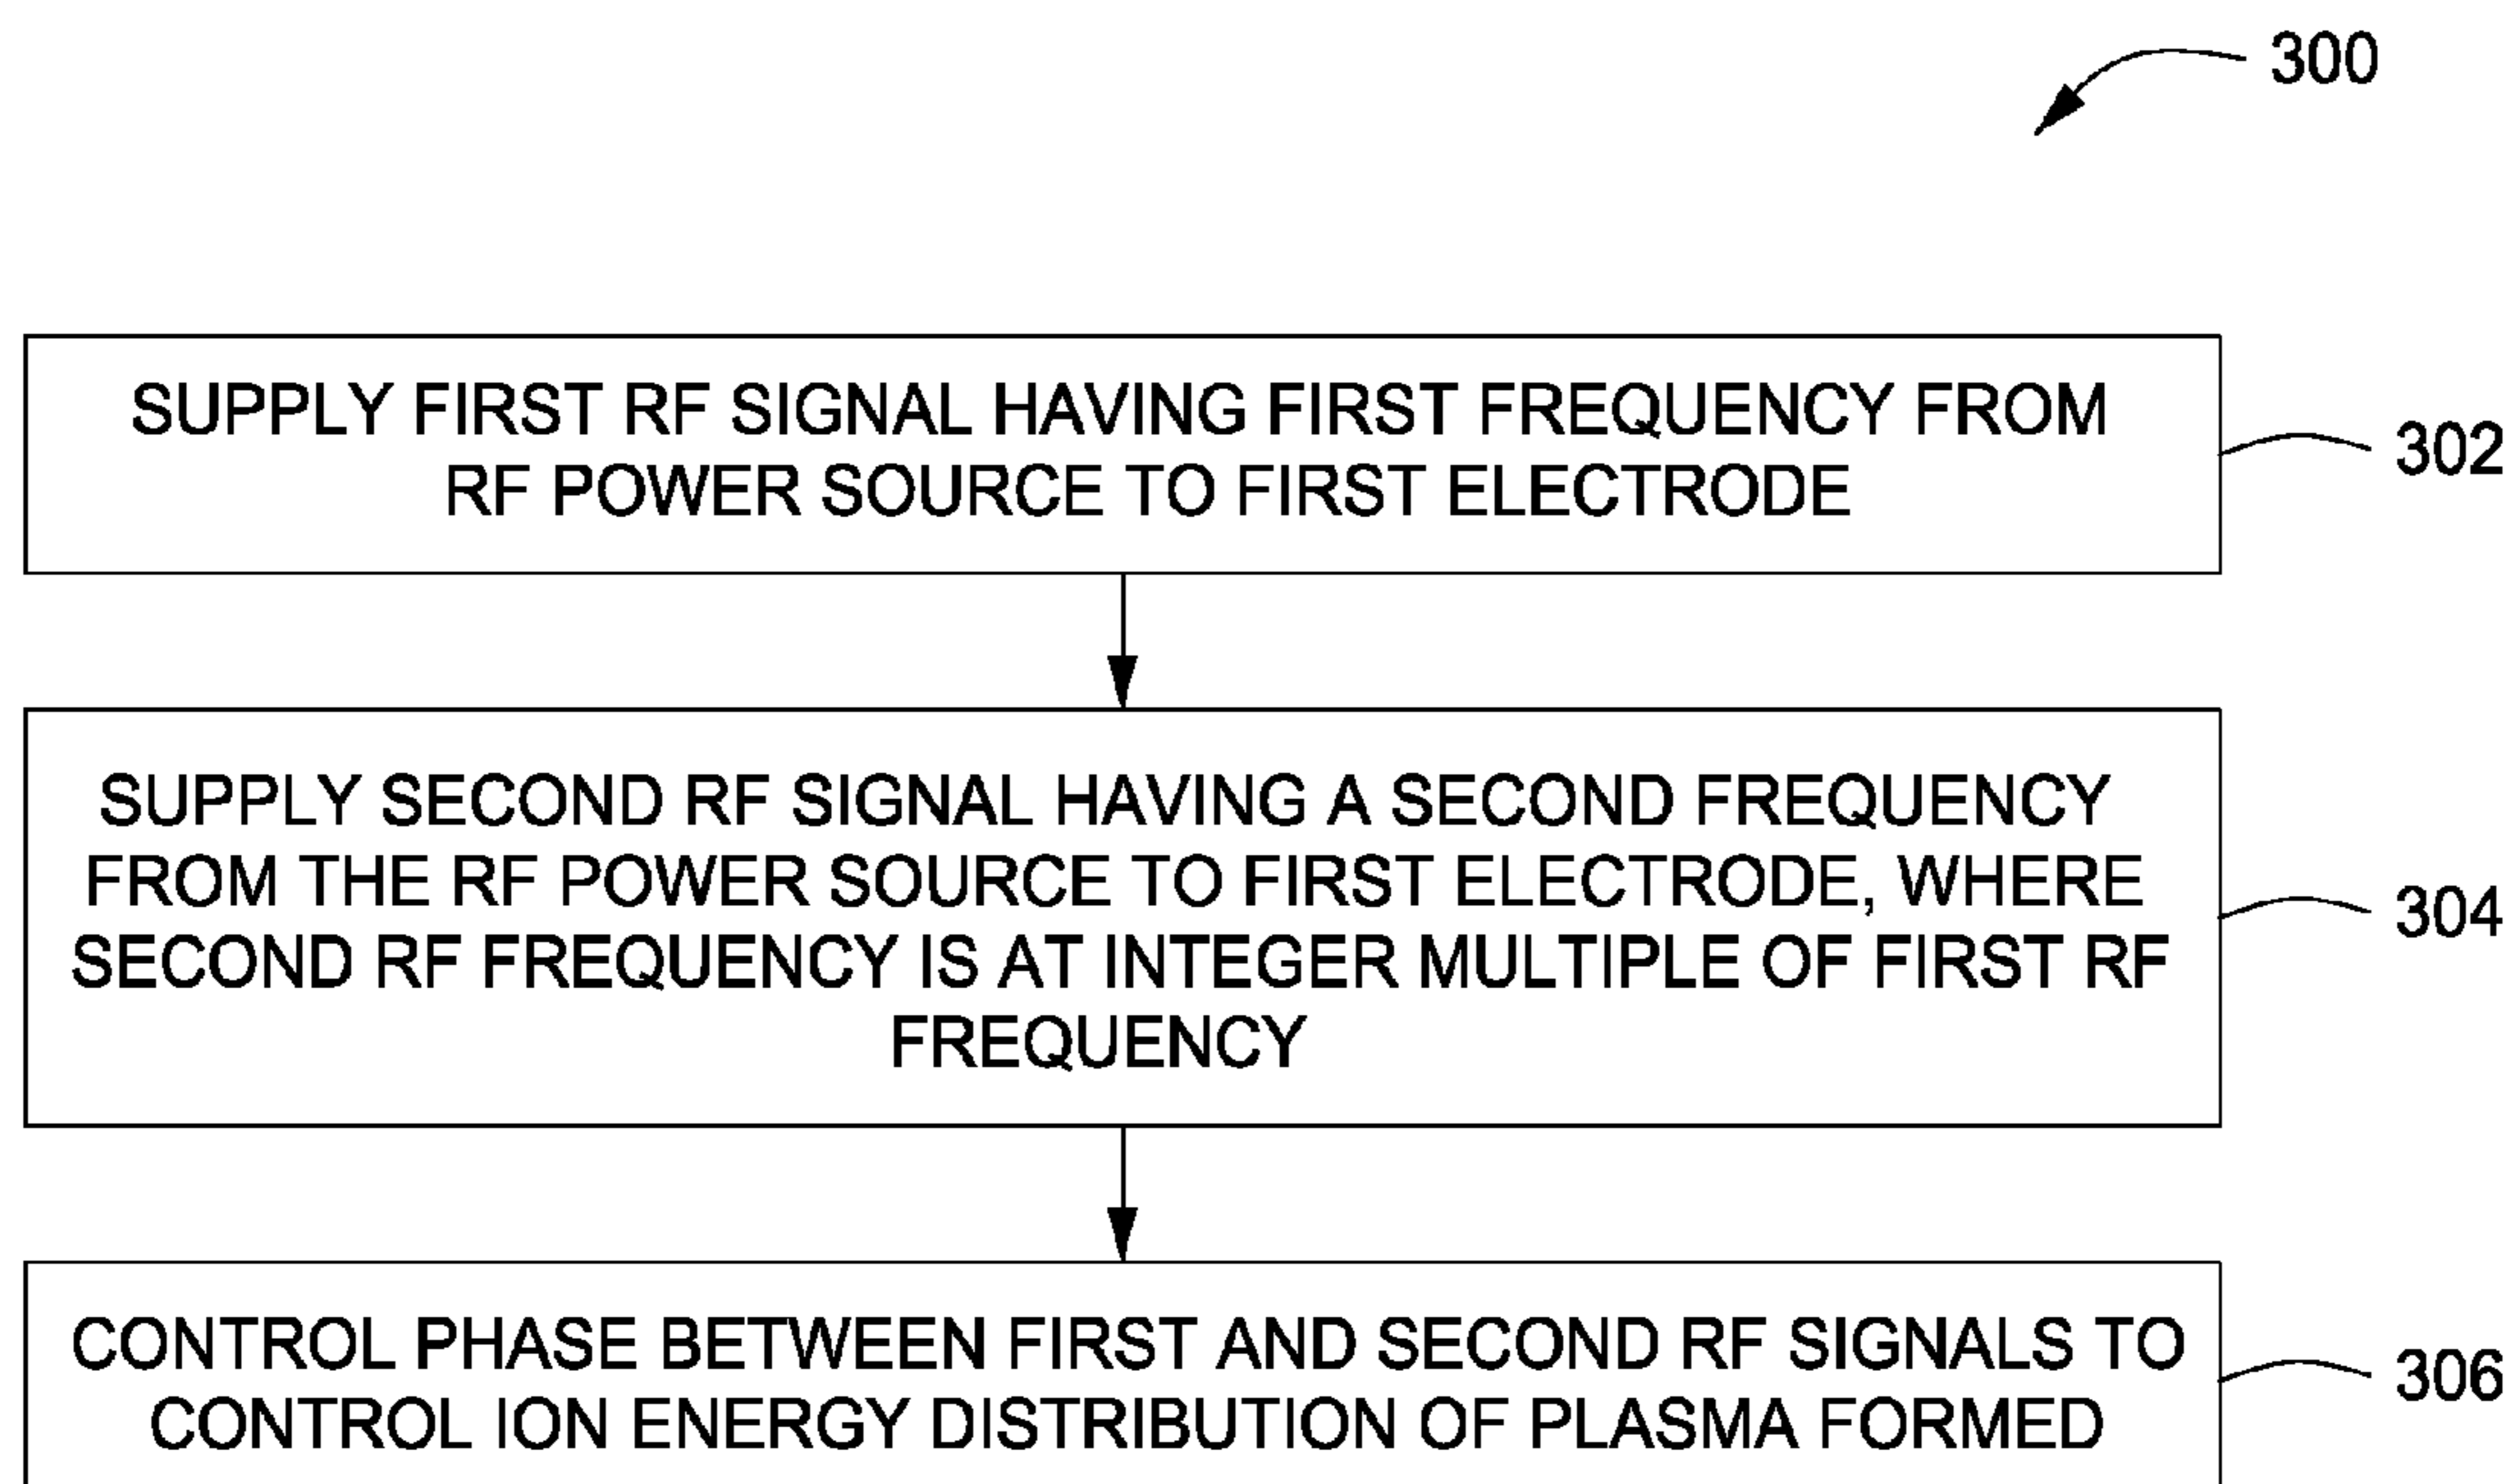 300
SUPPLY FIRST RF SIGNAL HAVING FIRST FREQUENCY FROM
RF POWER SOURCE TO FIRST ELECTRODE
302
SUPPLY SECOND RF SIGNAL HAVING A SECOND FREQUENCY
FROM THE RF POWER SOURCE TO FIRST ELECTRODE, WHERE
SECOND RF FREQUENCY IS AT INTEGER MULTIPLE OF FIRST RF
FREQUENCY
304
CONTROL PHASE BETWEEN FIRST AND SECOND RF SIGNALS TO
CONTROL ION ENERGY DISTRIBUTION OF PLASMA FORMED
306